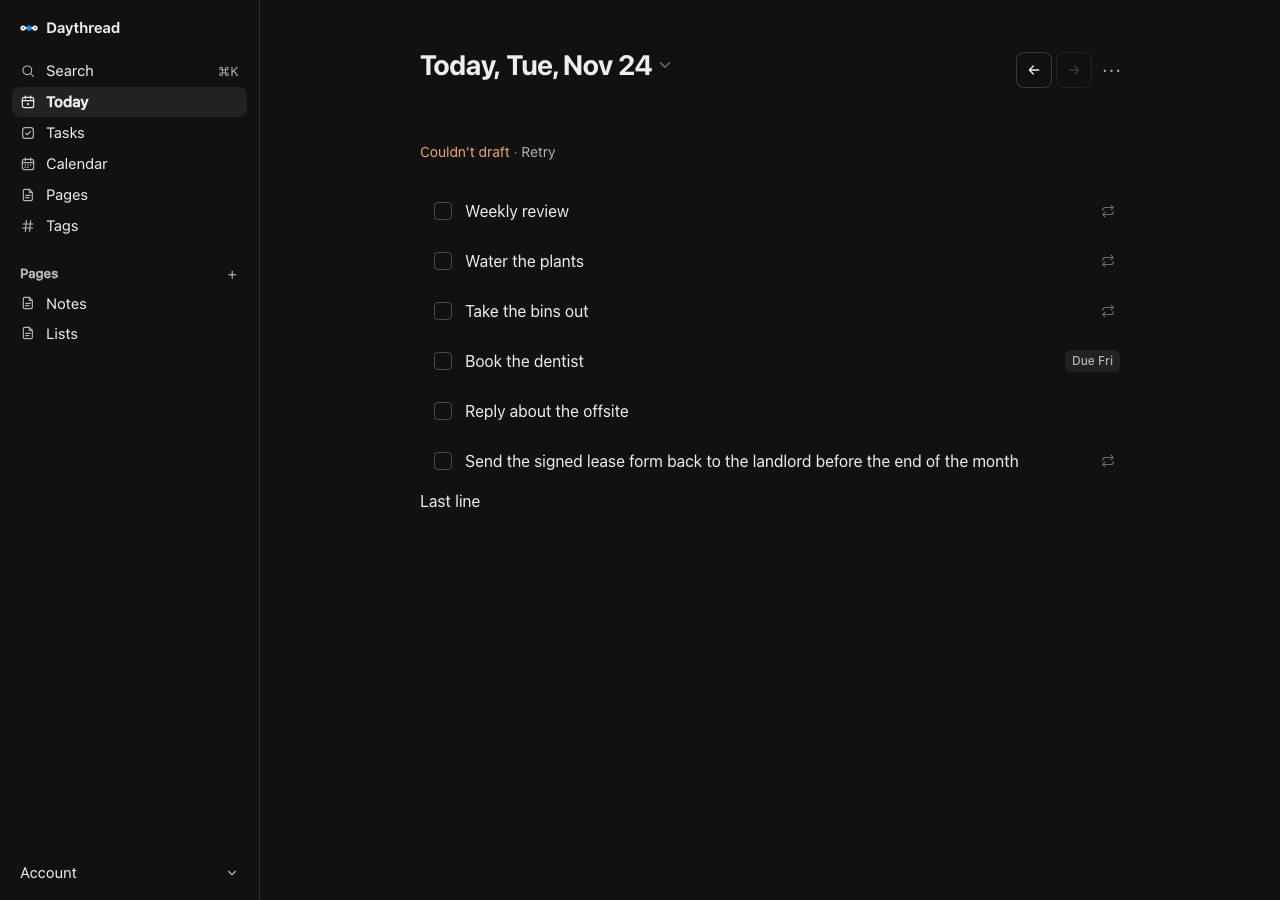 Daythread
Search ⌘K
Today
Tasks
Calendar
Pages
Tags
Pages +
Notes
Lists
Account
Today, Tue, Nov 24
Couldn’t draft · Retry
Weekly review
Water the plants
Take the bins out
Book the dentist Due Fri
Reply about the offsite
Send the signed lease form back to the landlord before the end of the month
Last line